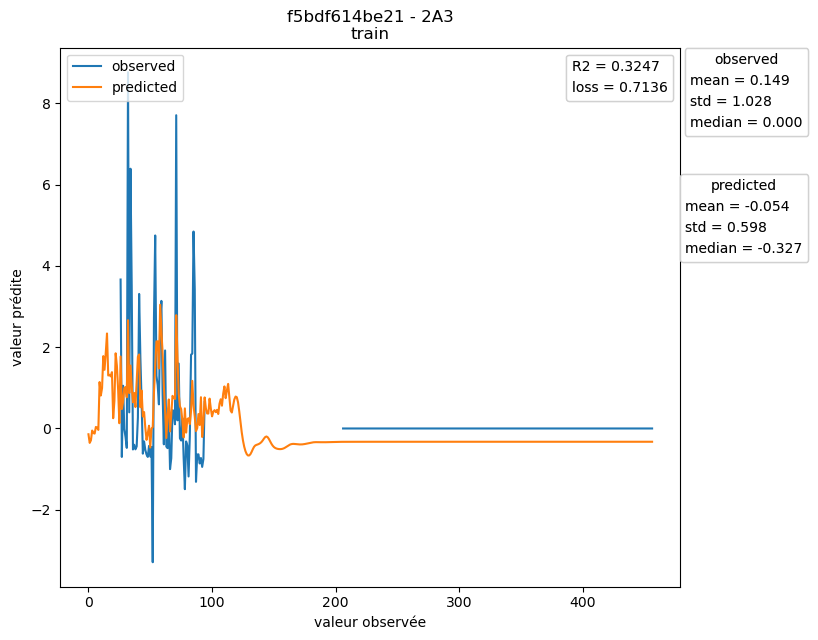 f5bdf614be21 - 2A3
train
observed
predicted
R2 = 0.3247
loss = 0.7136
observed
mean = 0.149
std = 1.028
median = 0.000
predicted
mean = -0.054
std = 0.598
median = -0.327
valeur prédite
8
6
4
2
0
−2
0
100
200
300
400
valeur observée